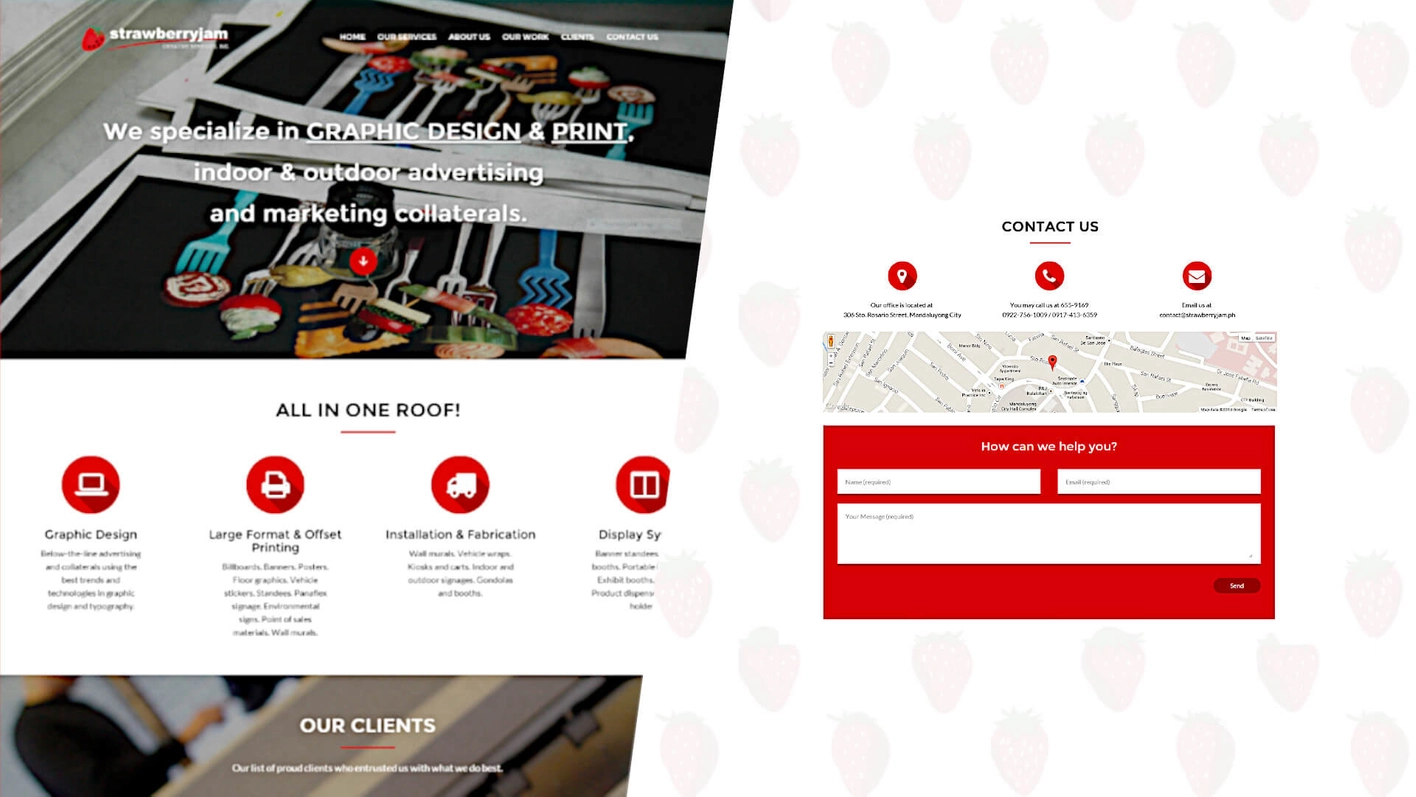 strawberryjam
HOME OUR SERVICES ABOUT US OUR WORK CLIENTS CONTACT US
We specialize in GRAPHIC DESIGN & PRINT,
indoor & outdoor advertising
and marketing collaterals.
ALL IN ONE ROOF!
Graphic Design
Below-the-line advertising
and collaterals using the
best trends and
technologies in graphic
design and typography.
Large Format & Offset
Printing
Billboards. Banners. Posters.
Floor graphics. Vehicle
stickers. Standees. Panaflex
signage. Environmental
signs. Point of sales
materials. Wall murals.
Installation & Fabrication
Wall murals. Vehicle wraps.
Kiosks and carts. Indoor and
outdoor signages. Gondolas
and booths.
Display Sy
Banner standees.
booths. Portable
Exhibit booths.
Product dispens
holde
OUR CLIENTS
Our list of proud clients who entrusted us with what we do best.
CONTACT US
Our office is located at
306 Sto. Rosario Street, Mandaluyong City
You may call us at 655-9169
0922-756-1009 / 0917-413-6359
Email us at
contact@strawberryjam.ph
Map Satellite
How can we help you?
Name (required)
Email (required)
Your Message (required)
Send